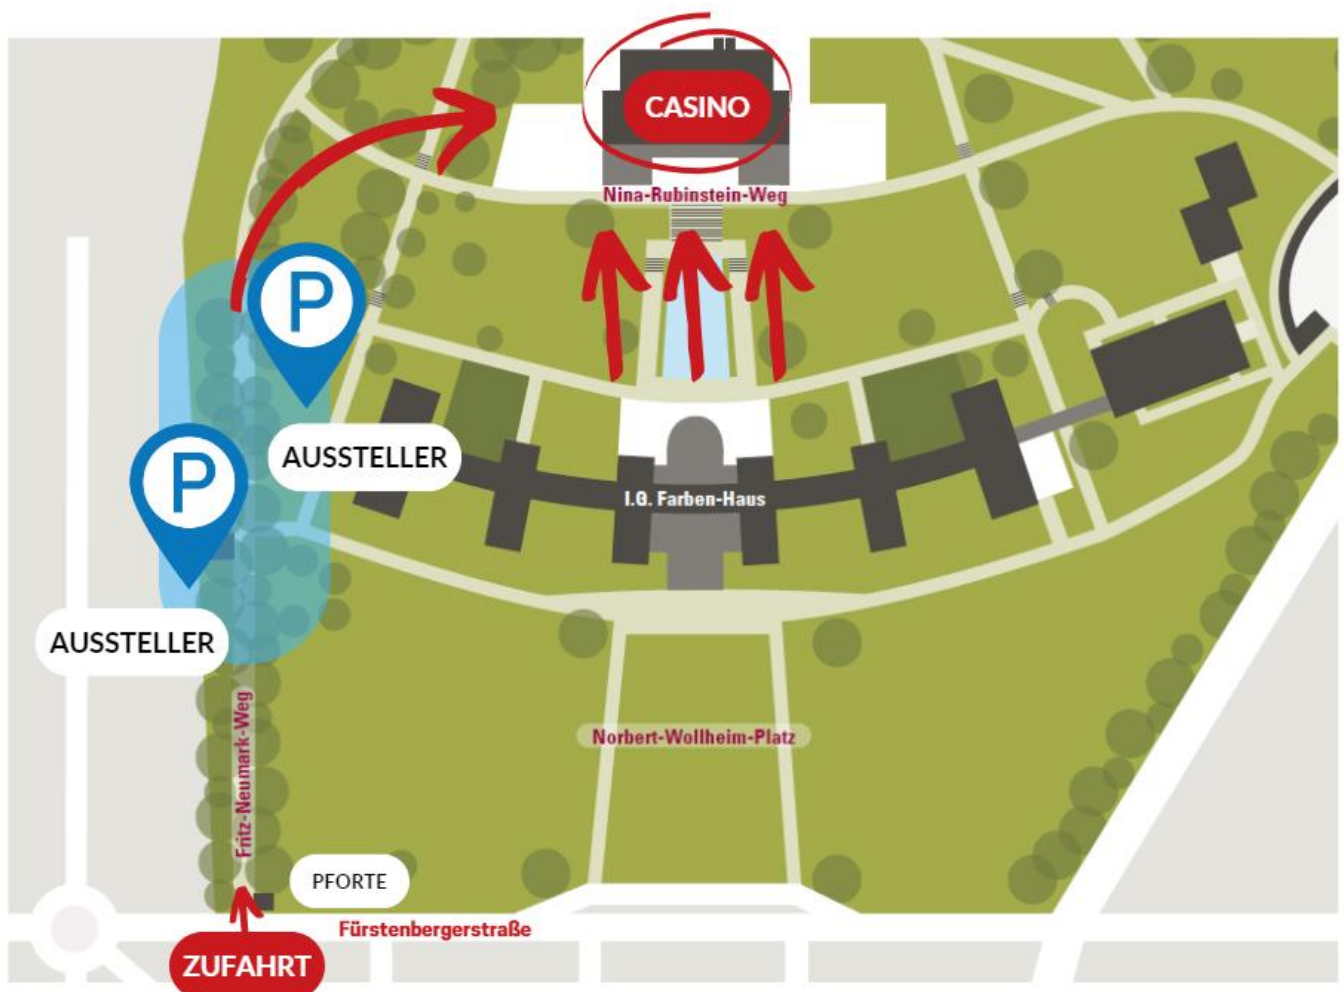 CASINO
Nina-Rubinstein-Weg
P
AUSSTELLER
P
I.G. Farben-Haus
AUSSTELLER
Norbert-Wollheim-Platz
Fritz-Neumark-Weg
PFORTE
Fürstenbergerstraße
ZUFAHRT